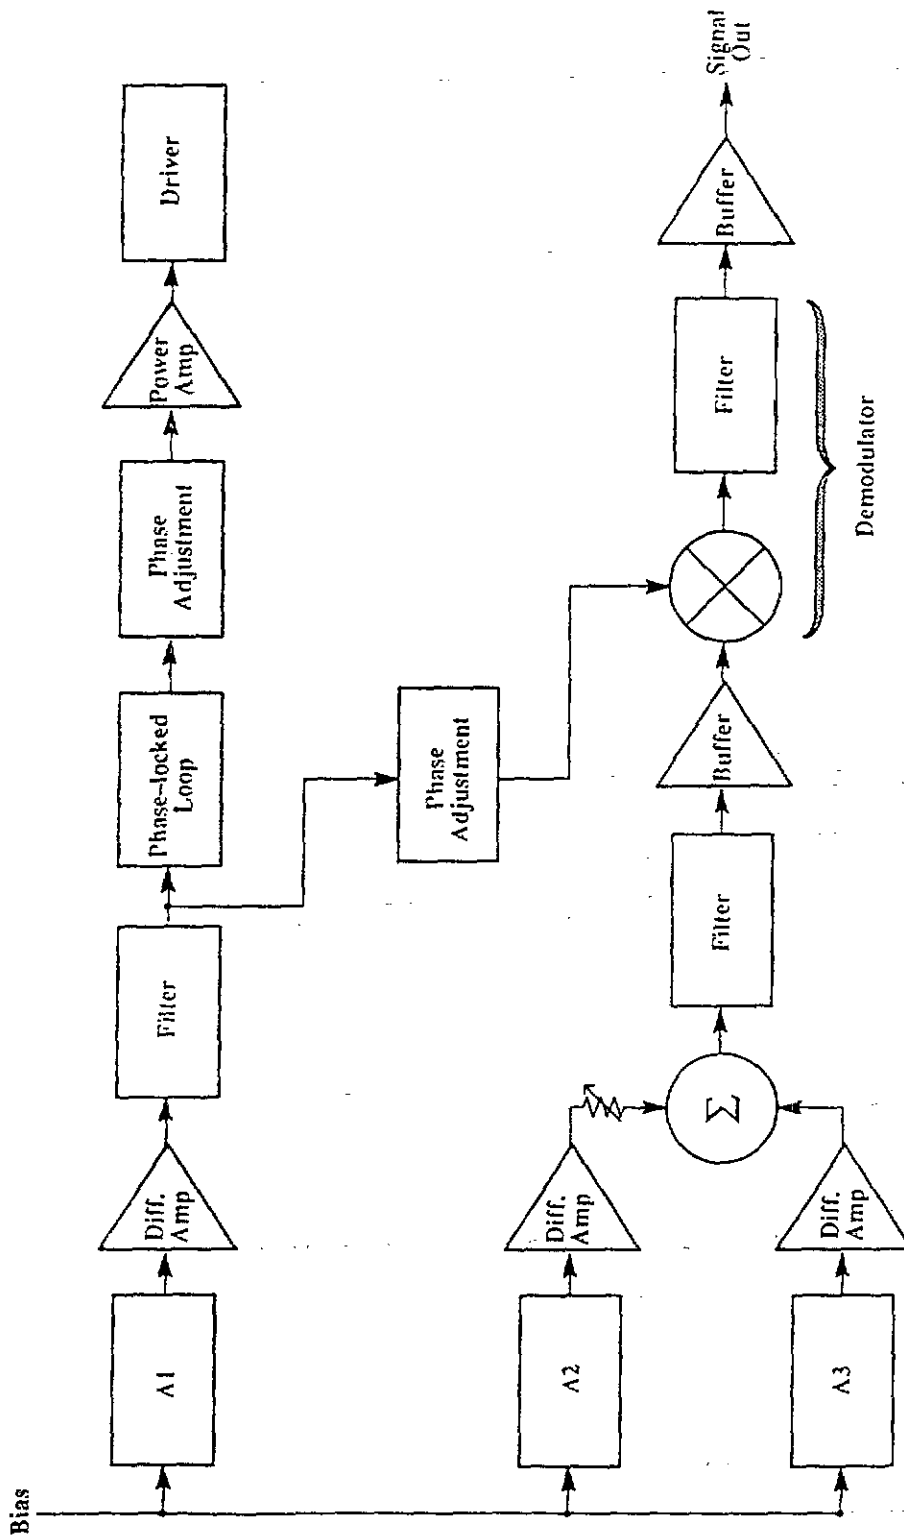 Bias
A1
Diff.
Amp
Filter
Phase-locked
Loop
Phase
Adjustment
Power
Amp
Driver
Phase
Adjustment
A2
Diff.
Amp
A3
Diff.
Amp
Σ
Filter
Buffer
Filter
Buffer
Signal
Out
Demodulator